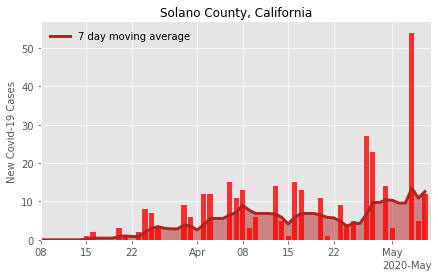 Solano County, California
7 day moving average
New Covid-19 Cases
50
40
30
20
10
0
08 15 22 Apr 08 15 22 May
2020-May